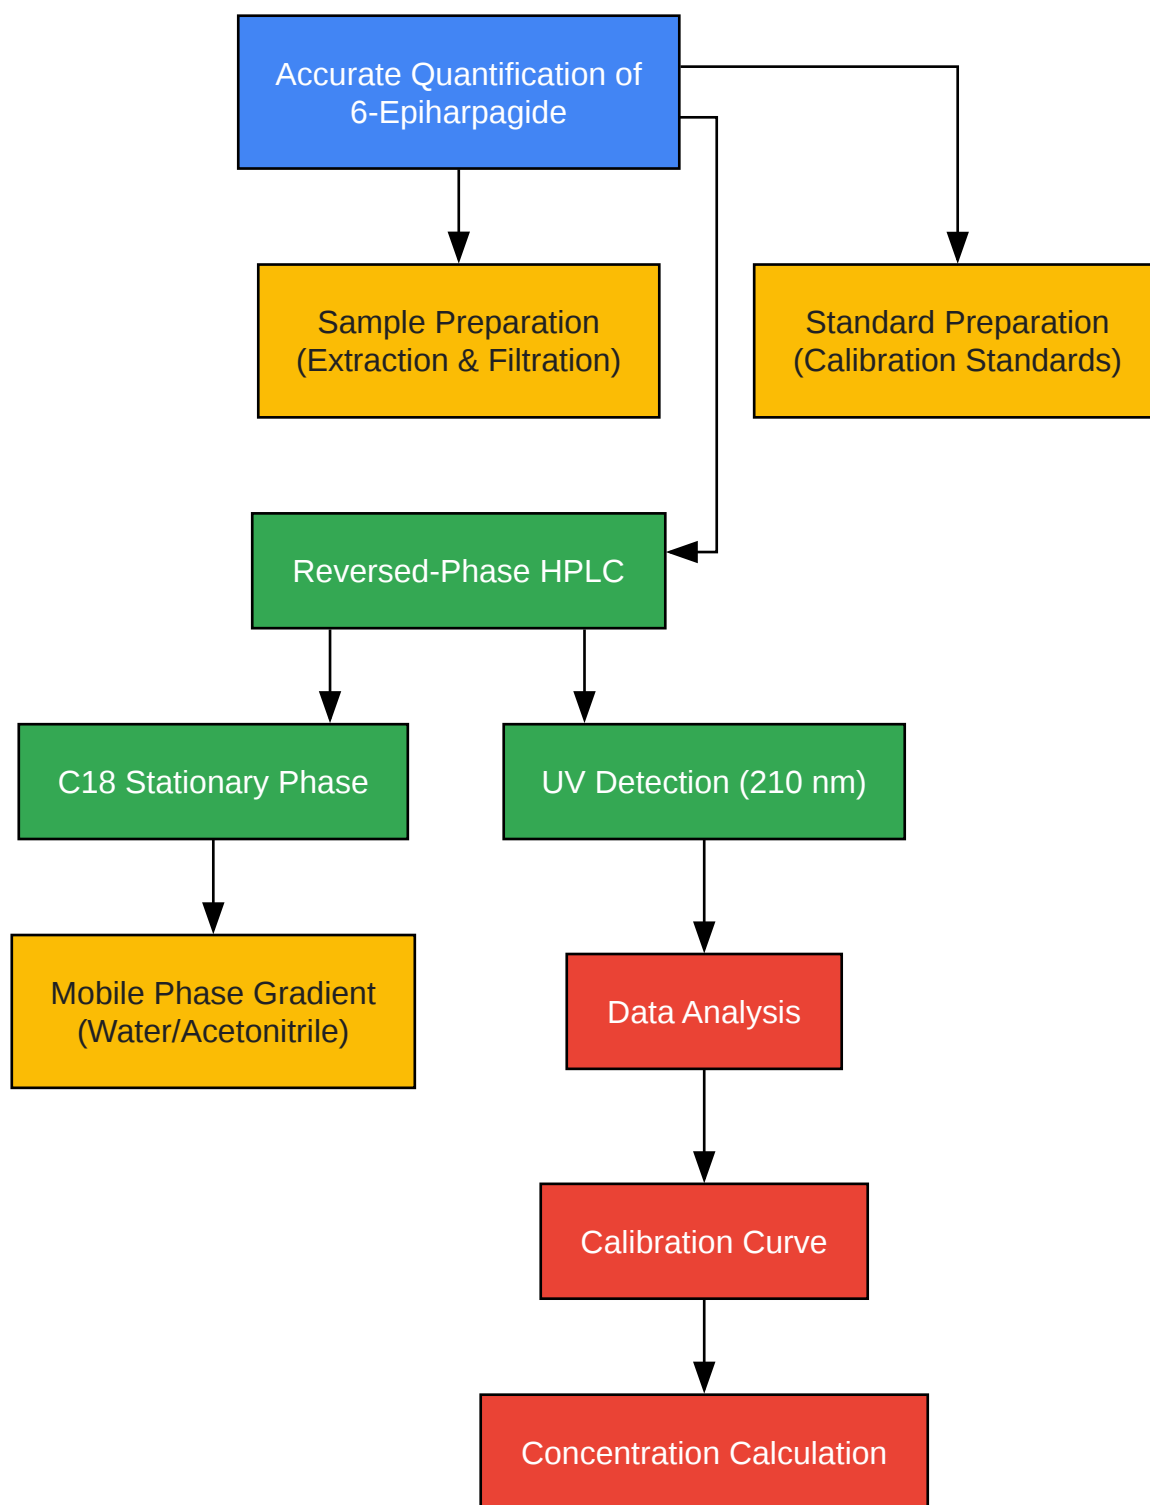 Accurate Quantification of
6-Epiharpagide
Sample Preparation
(Extraction & Filtration)
Standard Preparation
(Calibration Standards)
Reversed-Phase HPLC
C18 Stationary Phase
UV Detection (210 nm)
Mobile Phase Gradient
(Water/Acetonitrile)
Data Analysis
Calibration Curve
Concentration Calculation